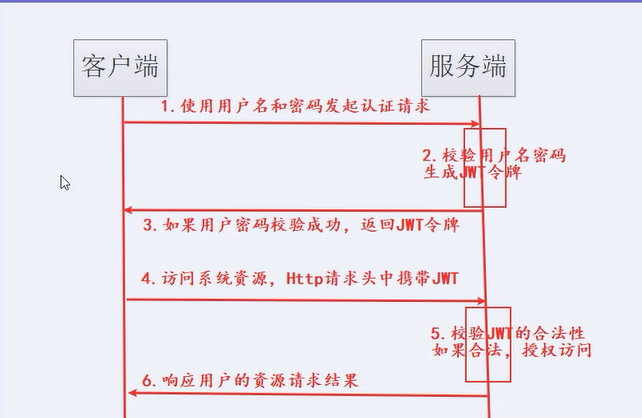 客户端
服务端
1.使用用户名和密码发起认证请求
2.校验用户名密码
生成JWT令牌
3.如果用户密码校验成功，返回JWT令牌
4.访问系统资源，Http请求头中携带JWT
5.校验JWT的合法性
如果合法，授权访问
6.响应用户的资源请求结果